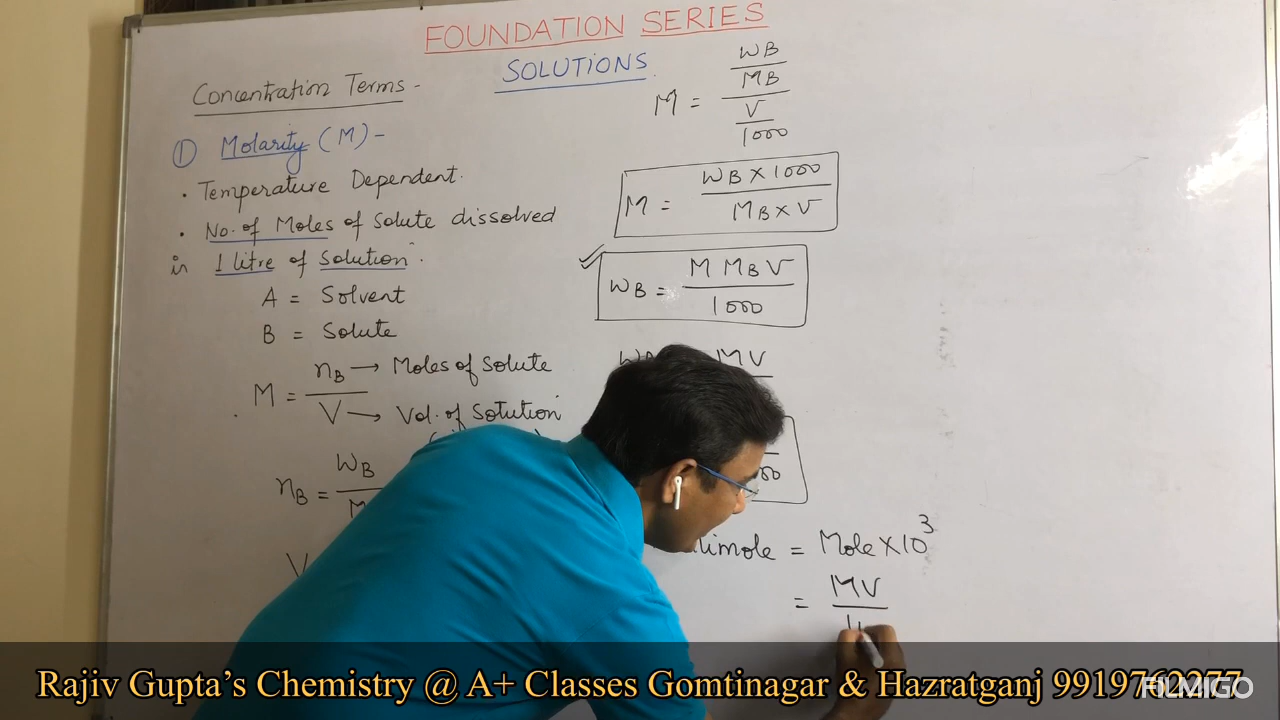 FOUNDATION SERIES
SOLUTIONS
Concentration Terms -
① Molarity (M) -
. Temperature Dependent.
. No. of Moles of Solute dissolved
in 1 litre of Solution.
A = Solvent
B = Solute
M = nB → Moles of Solute
V → Vol. of Solution
nB = WB
V
M = WB
MB
V
1000
M = WB X 1000
MB X V
✓ WB = M MB V
1000
MV
= Mole X 10³
= MV
Rajiv Gupta's Chemistry @ A+ Classes Gomtinagar & Hazratganj 9919762277
FILMIGO